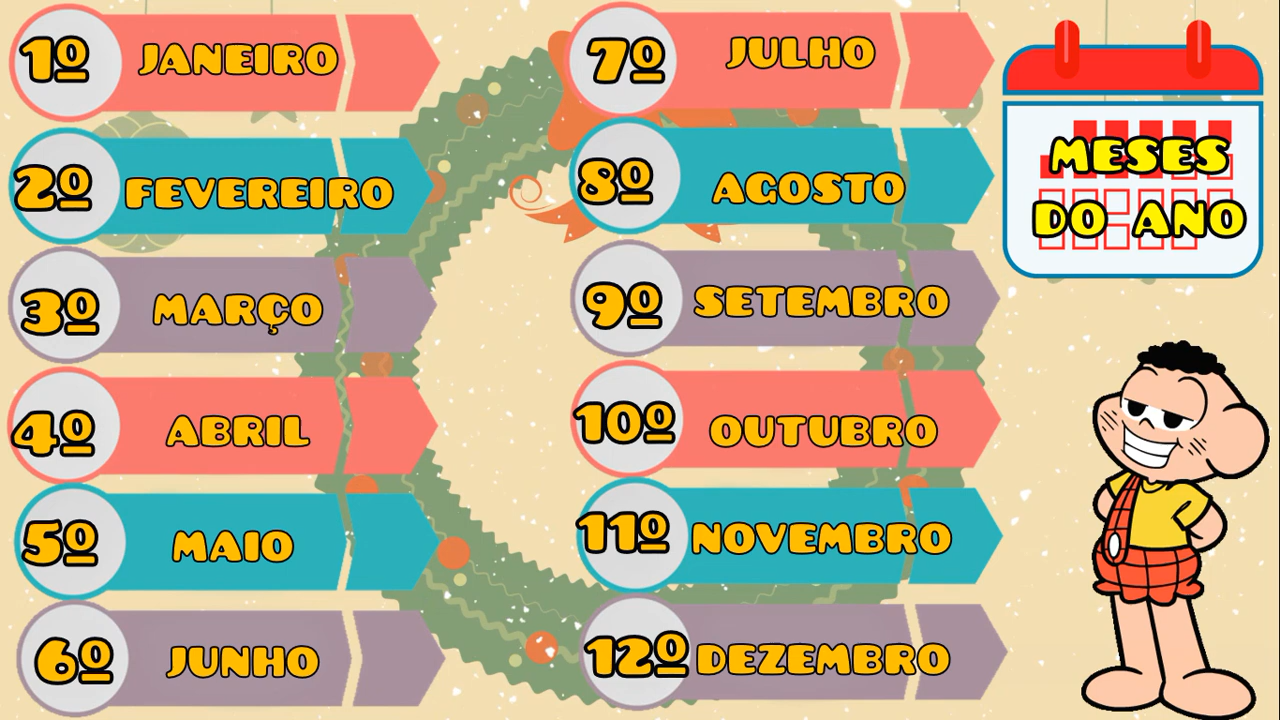 1º JANEIRO
2º FEVEREIRO
3º MARÇO
4º ABRIL
5º MAIO
6º JUNHO
7º JULHO
8º AGOSTO
9º SETEMBRO
10º OUTUBRO
11º NOVEMBRO
12º DEZEMBRO
MESES
DO ANO